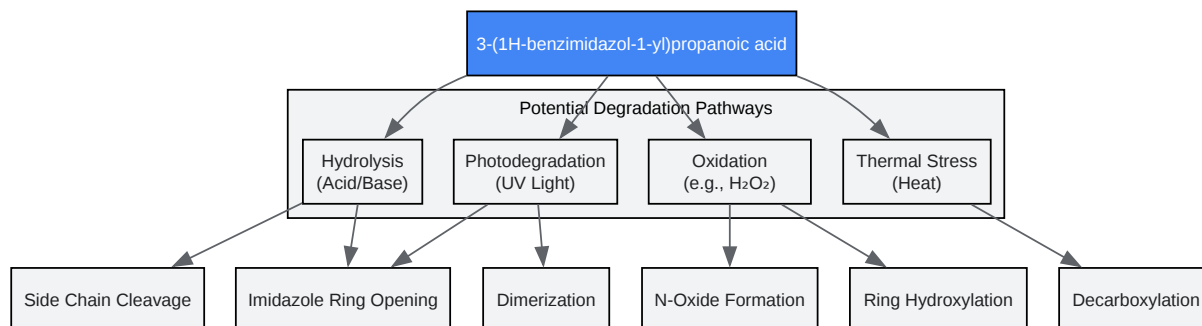 3-(1H-benzimidazol-1-yl)propanoic acid
Potential Degradation Pathways
Hydrolysis
(Acid/Base)
Photodegradation
(UV Light)
Oxidation
(e.g., H₂O₂)
Thermal Stress
(Heat)
Side Chain Cleavage
Imidazole Ring Opening
Dimerization
N-Oxide Formation
Ring Hydroxylation
Decarboxylation